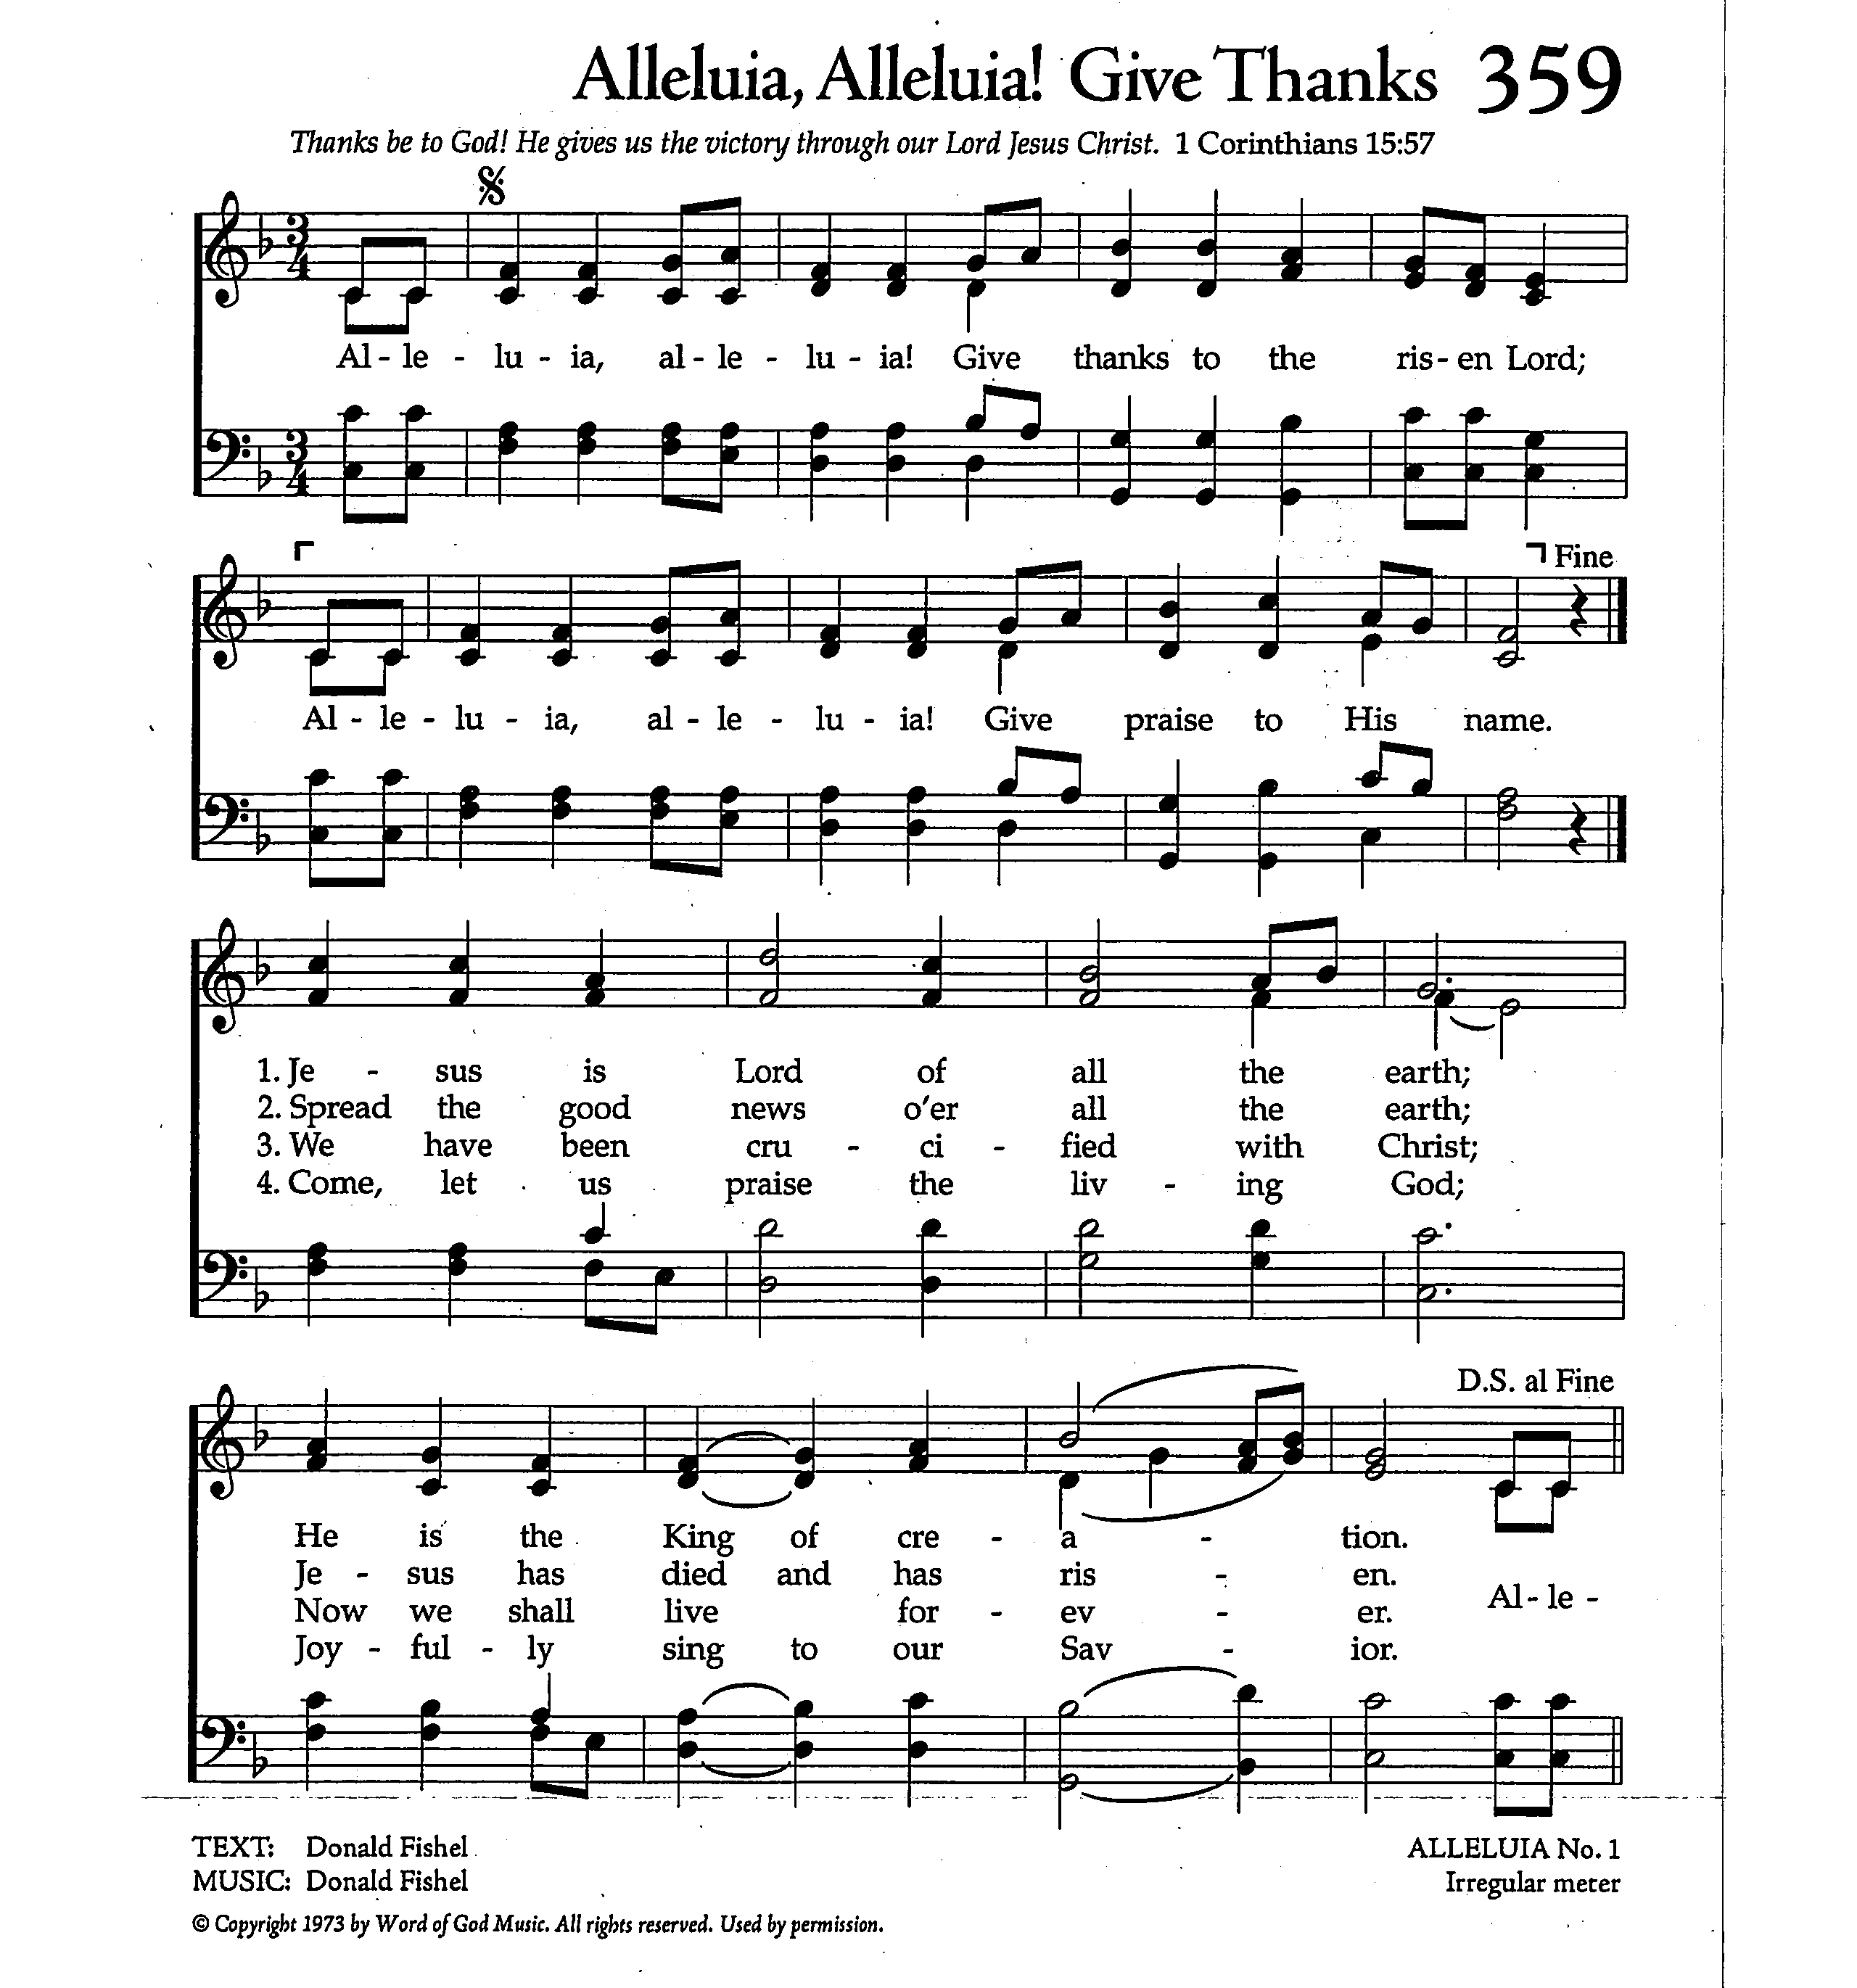 Alleluia, Alleluia! Give Thanks 359
Thanks be to God! He gives us the victory through our Lord Jesus Christ. 1 Corinthians 15:57
Al - le - lu - ia, al - le - lu - ia! Give thanks to the ris - en Lord;
Fine
Al - le - lu - ia, al - le - lu - ia! Give praise to His name.
1. Je - sus is Lord of all the earth;
2. Spread the good news o'er all the earth;
3. We have been cru - ci - fied with Christ;
4. Come, let us praise the liv - ing God;
D.S. al Fine
He is the King of cre - a - tion.
Je - sus has died and has ris - en.
Al - le -
Now we shall live for - ev - er.
Joy - ful - ly sing to our Sav - ior.
TEXT: Donald Fishel
MUSIC: Donald Fishel
ALLELUIA No. 1
Irregular meter
© Copyright 1973 by Word of God Music. All rights reserved. Used by permission.